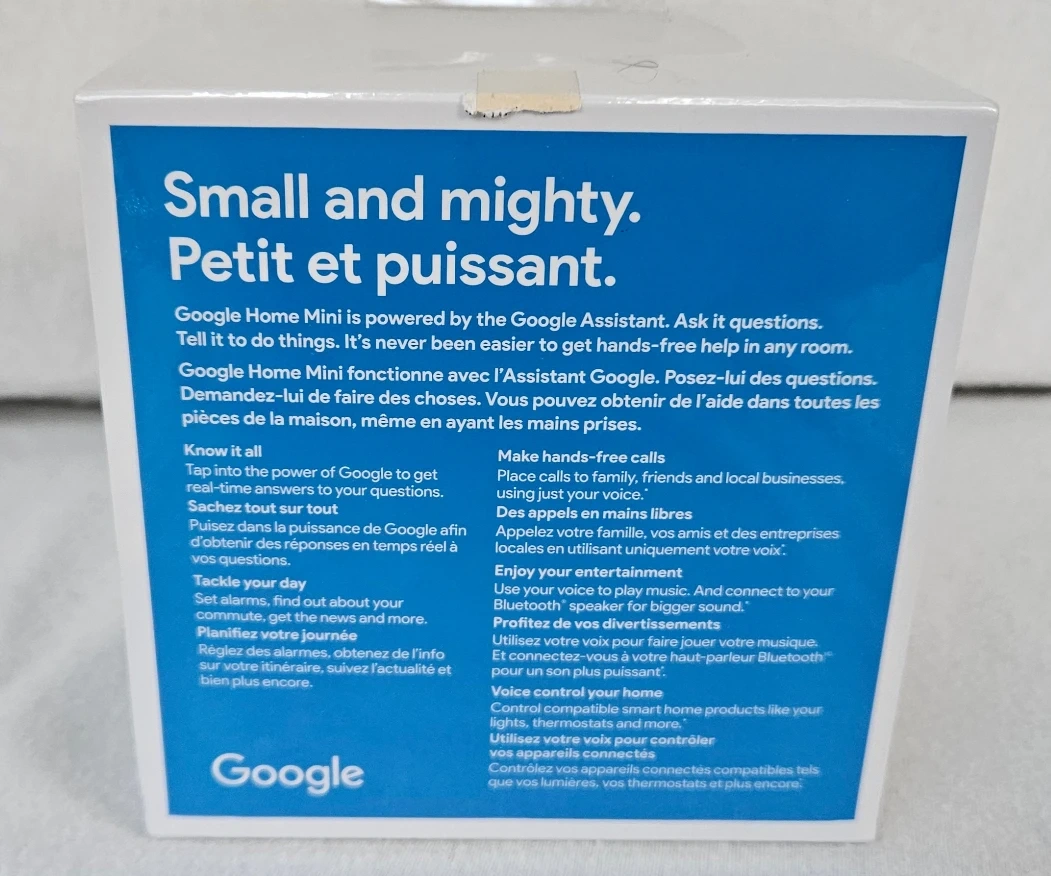 Small and mighty.
Petit et puissant.
Google Home Mini is powered by the Google Assistant. Ask it questions.
Tell it to do things. It's never been easier to get hands-free help in any room.
Google Home Mini fonctionne avec l'Assistant Google. Posez-lui des questions.
Demandez-lui de faire des choses. Vous pouvez obtenir de l'aide dans toutes les
pièces de la maison, même en ayant les mains prises.
Know it all
Tap into the power of Google to get
real-time answers to your questions.
Sachez tout sur tout
Puisez dans la puissance de Google afin
d'obtenir des réponses en temps réel à
vos questions.
Tackle your day
Set alarms, find out about your
commute, get the news and more.
Planifiez votre journée
Réglez des alarmes, obtenez de l'info
sur votre itinéraire, suivez l'actualité et
bien plus encore.
Make hands-free calls
Place calls to family, friends and local businesses,
using just your voice.*
Des appels en mains libres
Appelez votre famille, vos amis et des entreprises
locales en utilisant uniquement votre voix*.
Enjoy your entertainment
Use your voice to play music. And connect to your
Bluetooth® speaker for bigger sound.*
Profitez de vos divertissements
Utilisez votre voix pour faire jouer votre musique.
Et connectez-vous à votre haut-parleur Bluetooth™
pour un son plus puissant*.
Voice control your home
Control compatible smart home products like your
lights, thermostats and more.*
Utilisez votre voix pour contrôler
vos appareils connectés
Contrôlez vos appareils connectés compatibles tels
que vos lumières, vos thermostats et plus encore*.
Google